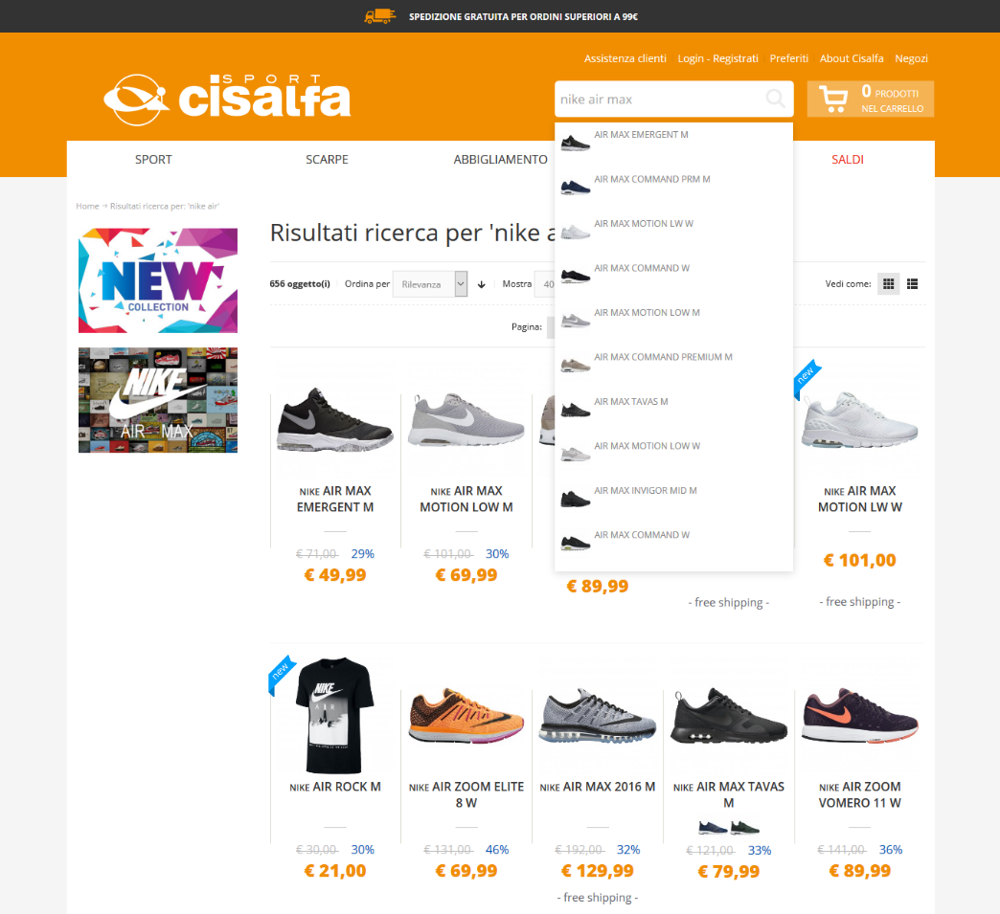 SPEDIZIONE GRATUITA PER ORDINI SUPERIORI A 99€
Assistenza clienti Login - Registrati Preferiti About Cisalfa Negozi
SPORT
cisalfa
nike air max
0 PRODOTTI
NEL CARRELLO
SPORT SCARPE ABBIGLIAMENTO SALDI
AIR MAX EMERGENT M
AIR MAX COMMAND PRM M
AIR MAX MOTION LW W
AIR MAX COMMAND W
AIR MAX MOTION LOW M
AIR MAX COMMAND PREMIUM M
AIR MAX TAVAS M
AIR MAX MOTION LOW W
AIR MAX INVIGOR MID M
AIR MAX COMMAND W
Home → Risultati ricerca per: 'nike air'
NEW
COLLECTION
NIKE
AIR MAX
Risultati ricerca per 'nike a
656 oggetto(i) Ordina per Rilevanza Mostra 40 Vedi come:
Pagina:
new
NIKE AIR MAX
EMERGENT M
€ 71,00 29%
€ 49,99
NIKE AIR MAX
MOTION LOW M
€ 101,00 30%
€ 69,99
€ 89,99
- free shipping -
NIKE AIR MAX
MOTION LW W
€ 101,00
- free shipping -
new
NIKE
AIR
NIKE AIR ROCK M
€ 30,00 30%
€ 21,00
NIKE AIR ZOOM ELITE
8 W
€ 131,00 46%
€ 69,99
NIKE AIR MAX 2016 M
€ 192,00 32%
€ 129,99
- free shipping -
NIKE AIR MAX TAVAS
M
€ 121,00 33%
€ 79,99
NIKE AIR ZOOM
VOMERO 11 W
€ 141,00 36%
€ 89,99